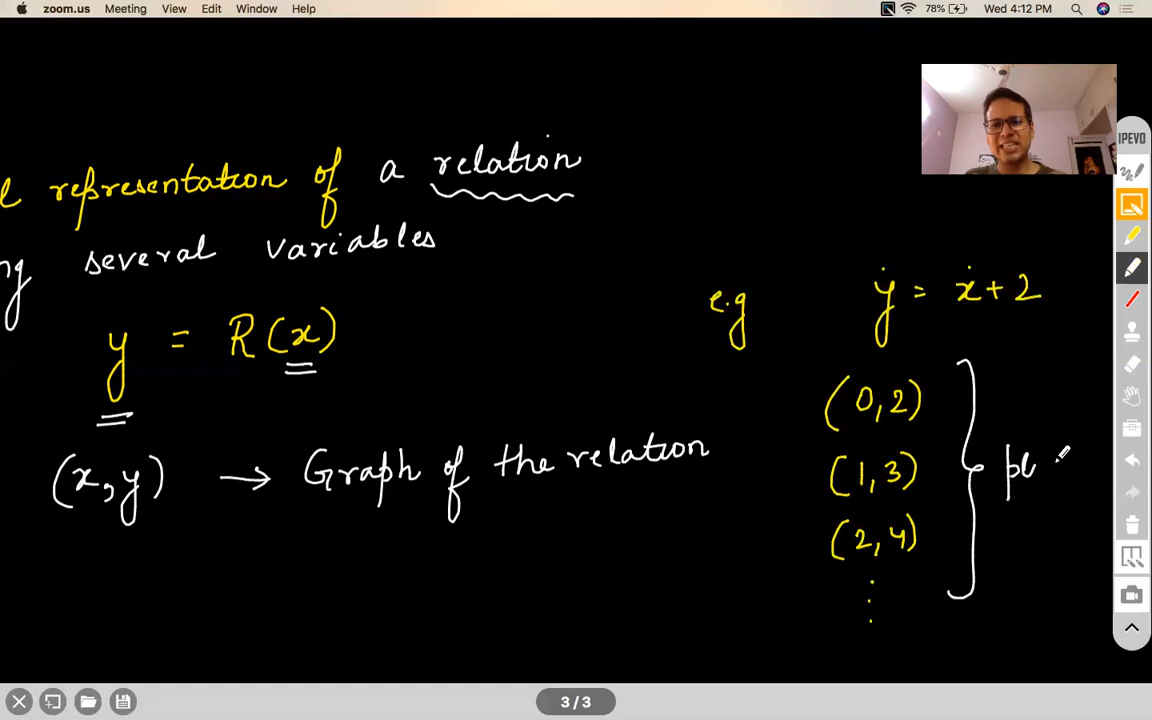 zoom.us Meeting View Edit Window Help
78% Wed 4:12 PM
IPEVO
representation of a relation
several variables
y = R(x)
e.g y = x + 2
(0,2)
(1,3)
(2,4)
(x,y) → Graph of the relation
3 / 3